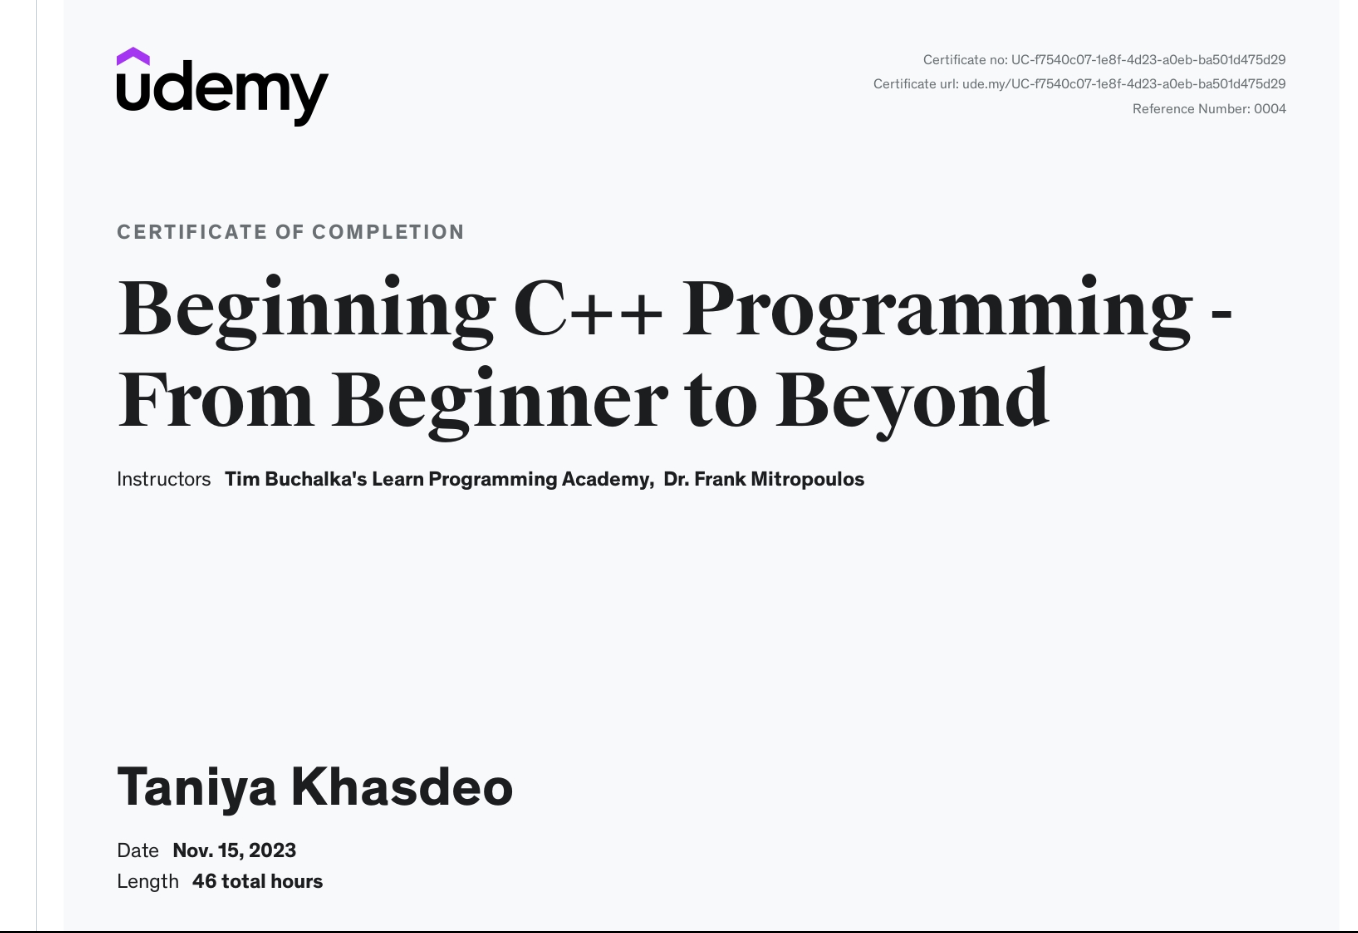 udemy
Certificate no: UC-f7540c07-1e8f-4d23-a0eb-ba501d475d29
Certificate url: ude.my/UC-f7540c07-1e8f-4d23-a0eb-ba501d475d29
Reference Number: 0004
CERTIFICATE OF COMPLETION
Beginning C++ Programming -
From Beginner to Beyond
Instructors Tim Buchalka's Learn Programming Academy, Dr. Frank Mitropoulos
Taniya Khasdeo
Date Nov. 15, 2023
Length 46 total hours